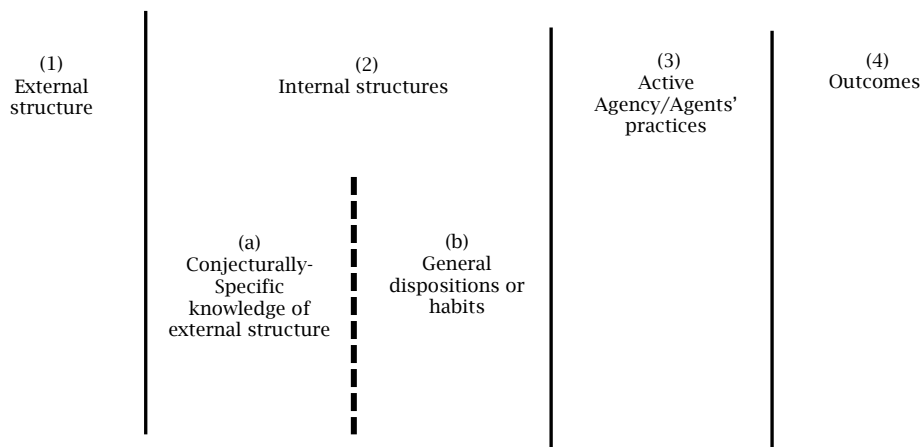 (1)
External
structure
(2)
Internal structures
(a)
Conjecturally-
Specific
knowledge of
external structure
(b)
General
dispositions or
habits
(3)
Active
Agency/Agents’
practices
(4)
Outcomes